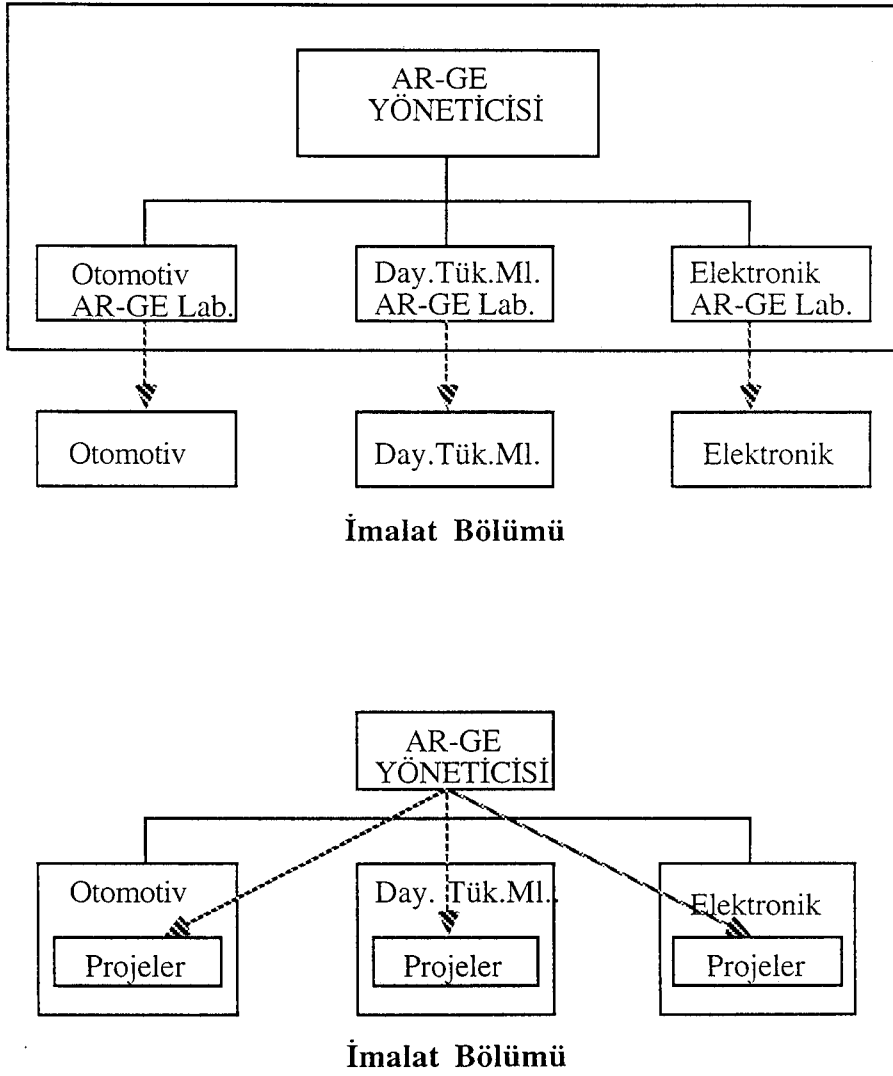 AR-GE
YÖNETİCİSİ
Otomotiv
AR-GE Lab.
Day.Tük.Ml.
AR-GE Lab.
Elektronik
AR-GE Lab.
Otomotiv
Day.Tük.Ml.
Elektronik
İmalat Bölümü
AR-GE
YÖNETİCİSİ
Otomotiv
Day. Tük.Ml..
Elektronik
Projeler
Projeler
Projeler
İmalat Bölümü